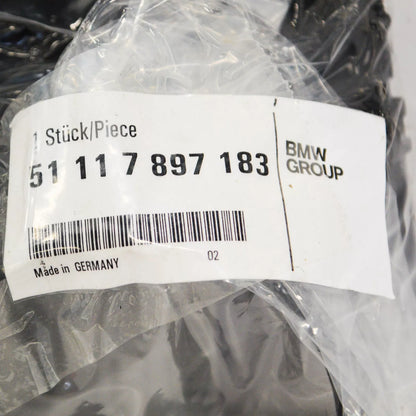 1 Stück/Piece
51 11 7 897 183
BMW
GROUP
Made in GERMANY
02